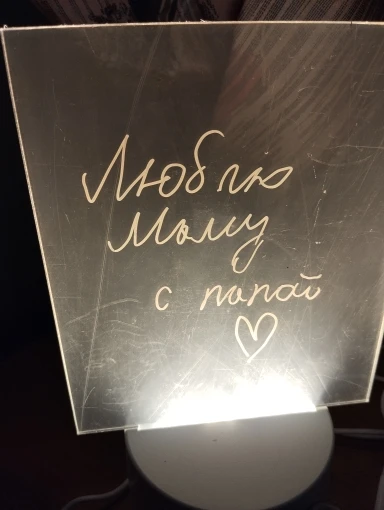 Люблю
Маму
с папой
♡